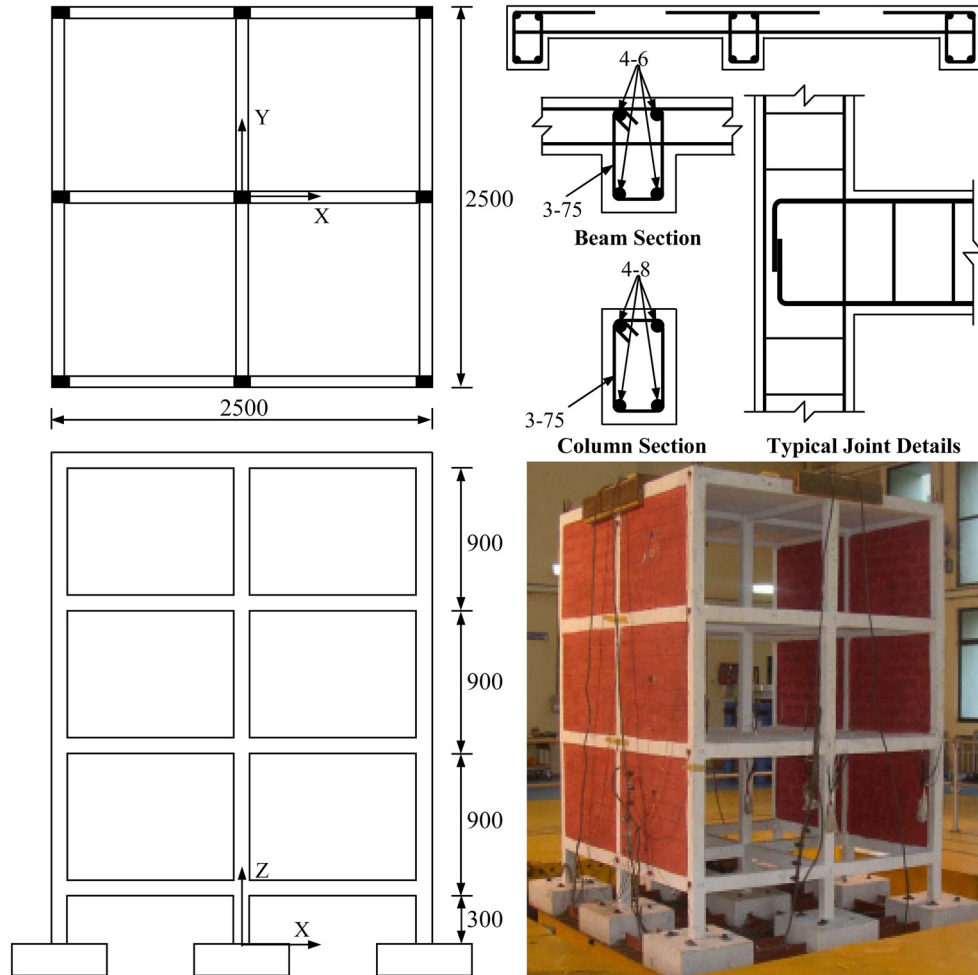 Y
X
2500
2500
4-6
3-75
Beam Section
4-8
3-75
Column Section
Typical Joint Details
900
900
900
300
Z
X